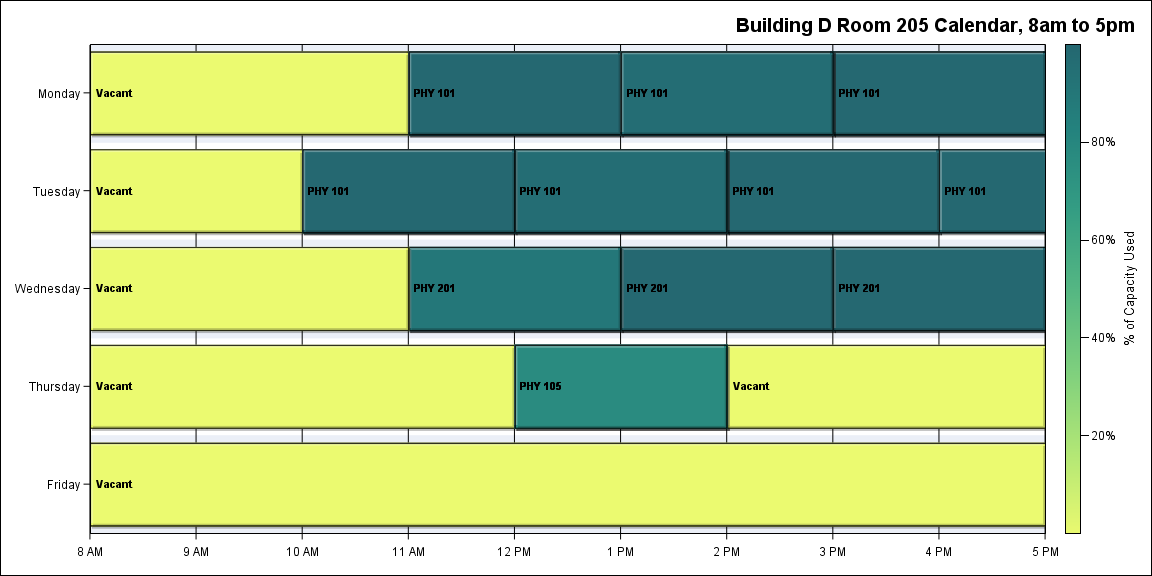 Building D Room 205 Calendar, 8am to 5pm
Monday
Vacant
PHY 101
PHY 101
PHY 101
Tuesday
Vacant
PHY 101
PHY 101
PHY 101
PHY 101
Wednesday
Vacant
PHY 201
PHY 201
PHY 201
Thursday
Vacant
PHY 105
Vacant
Friday
Vacant
8 AM
9 AM
10 AM
11 AM
12 PM
1 PM
2 PM
3 PM
4 PM
5 PM
80%
60%
40%
20%
% of Capacity Used